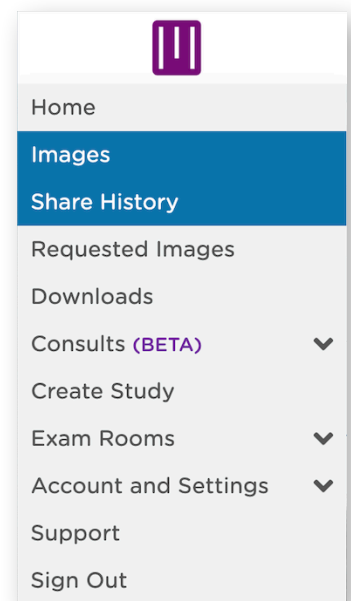 Home
Images
Share History
Requested Images
Downloads
Consults (BETA)
Create Study
Exam Rooms
Account and Settings
Support
Sign Out